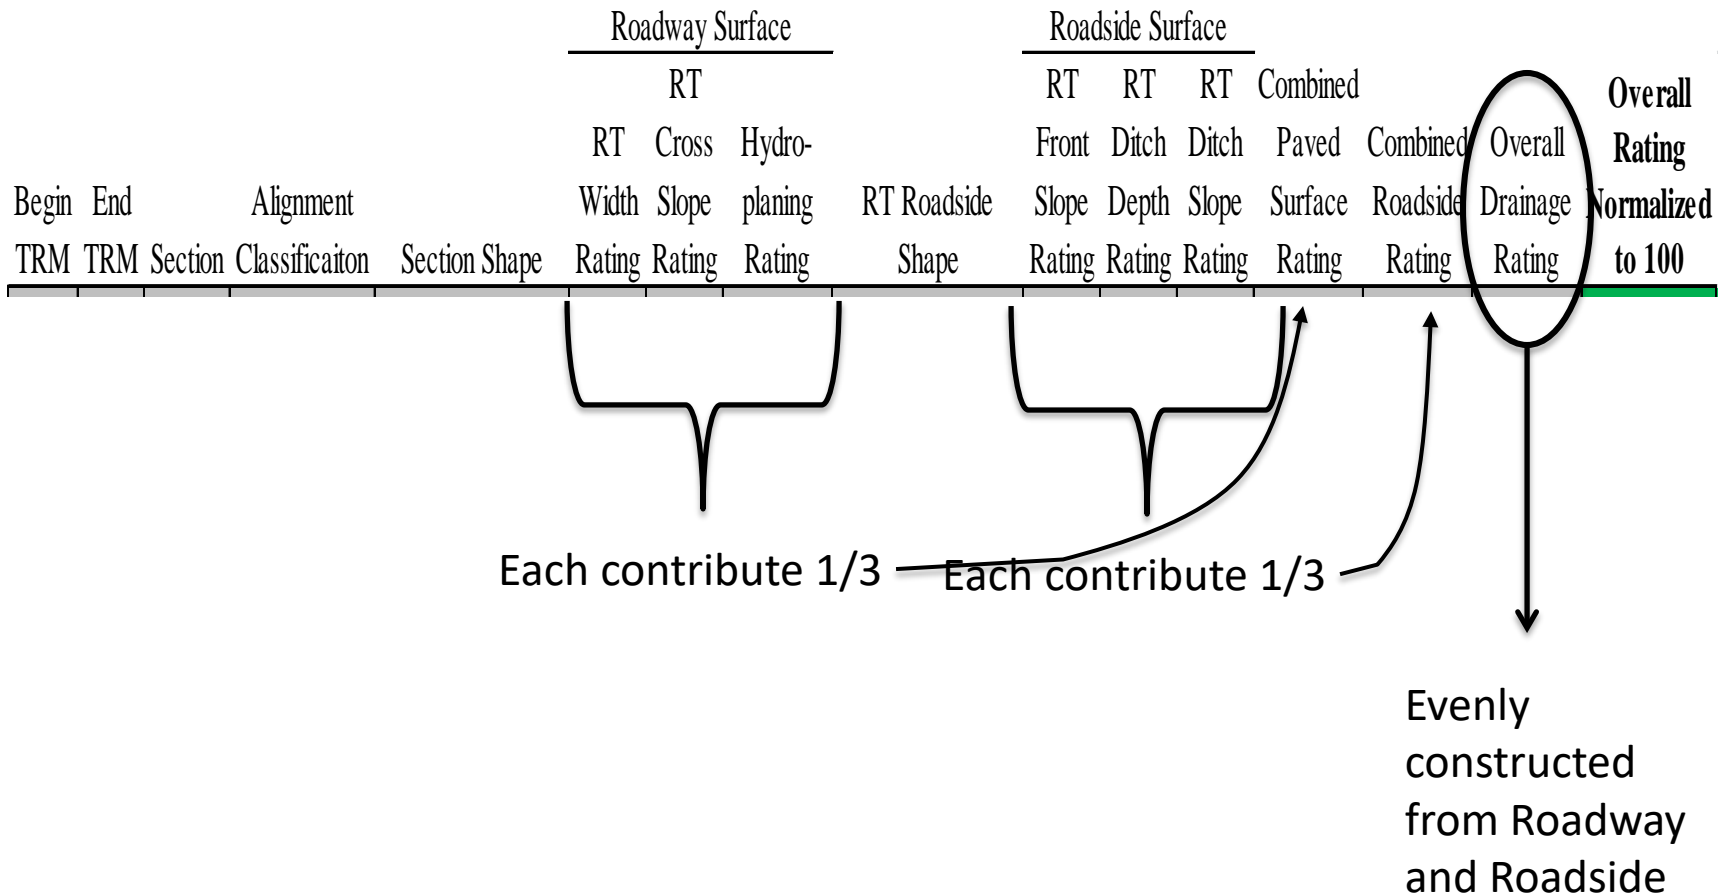 Roadway Surface
Roadside Surface
Begin
TRM
End
TRM
Section
Alignment
Classificaiton
Section Shape
RT
Width
Rating
RT
Cross
Slope
Rating
Hydro-
planing
Rating
RT Roadside
Shape
RT
Front
Slope
Rating
RT
Ditch
Depth
Rating
RT
Ditch
Slope
Rating
Combined
Paved
Surface
Rating
Combined
Roadside
Rating
Overall
Drainage
Rating
Overall
Rating
Normalized
to 100
Each contribute 1/3
Each contribute 1/3
Evenly
constructed
from Roadway
and Roadside